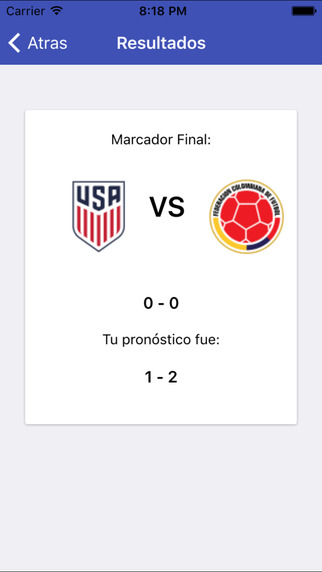 Carrier 8:18 PM
Atras Resultados
Marcador Final:
USA VS FEDERACION COLOMBIANA DE FUTBOL
0 - 0
Tu pronóstico fue:
1 - 2